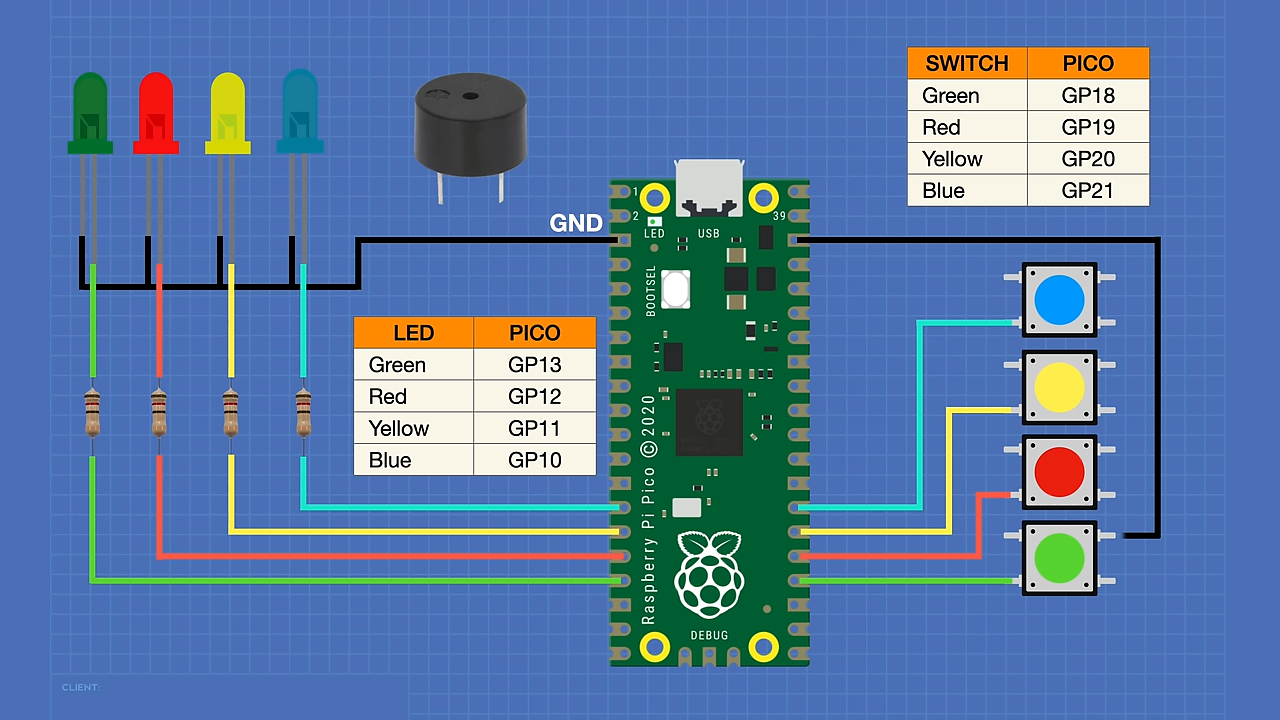 SWITCH PICO
Green GP18
Red GP19
Yellow GP20
Blue GP21
GND
1
2
39
LED
USB
BOOTSEL
LED PICO
Green GP13
Red GP12
Yellow GP11
Blue GP10
Raspberry Pi Pico © 2020
DEBUG
CLIENT: